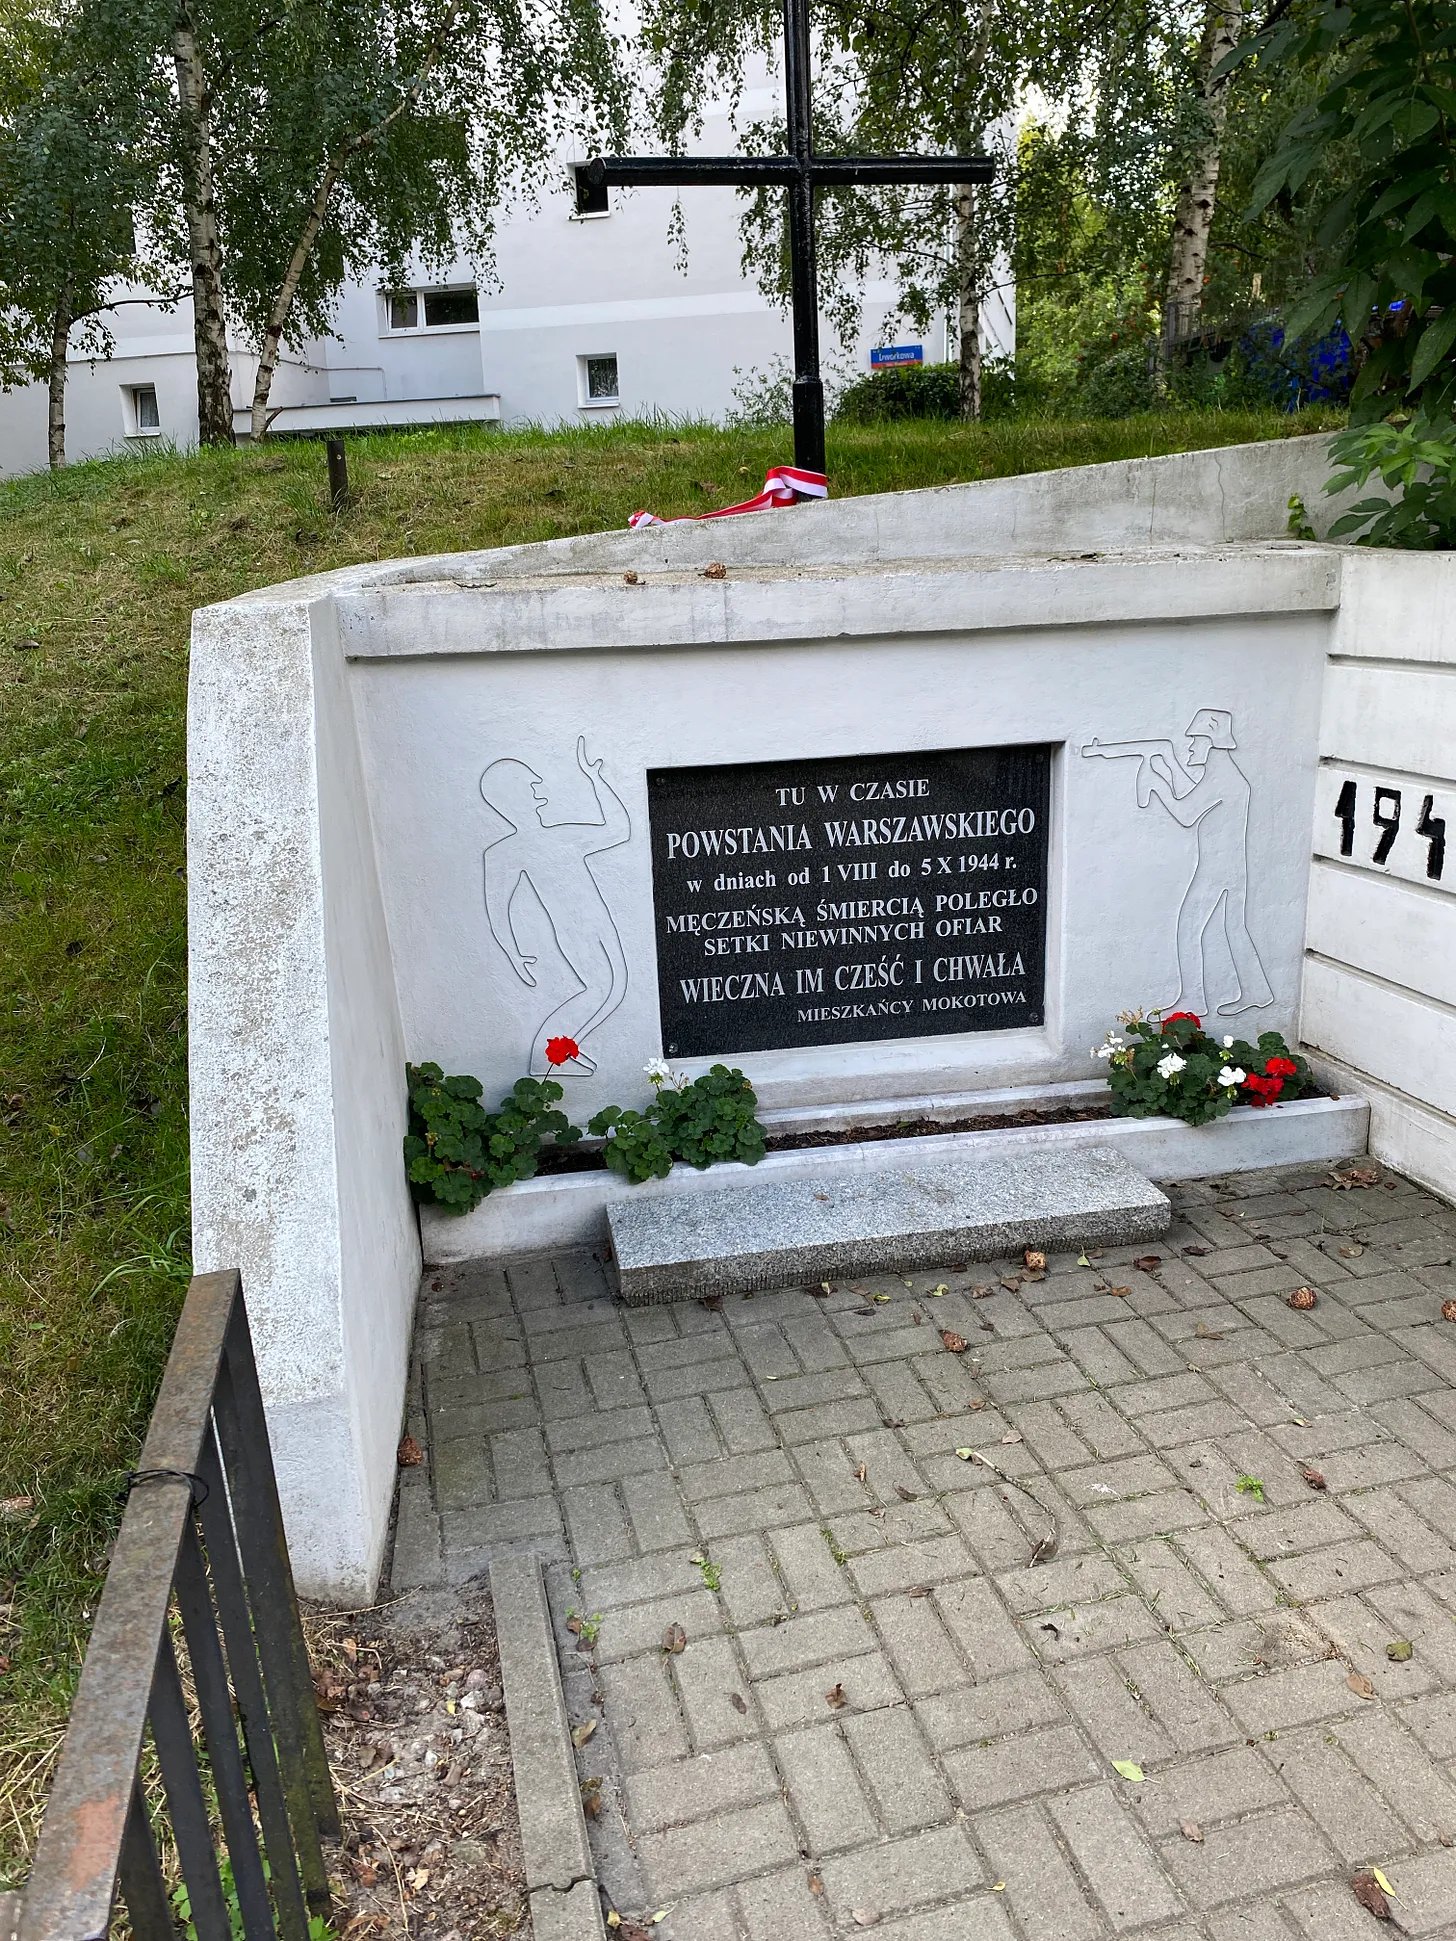 Dworkowa
TU W CZASIE
POWSTANIA WARSZAWSKIEGO
w dniach od 1 VIII do 5 X 1944 r.
MĘCZEŃSKĄ ŚMIERCIĄ POLEGŁO
SETKI NIEWINNYCH OFIAR
WIECZNA IM CZEŚĆ I CHWAŁA
MIESZKAŃCY MOKOTOWA
194